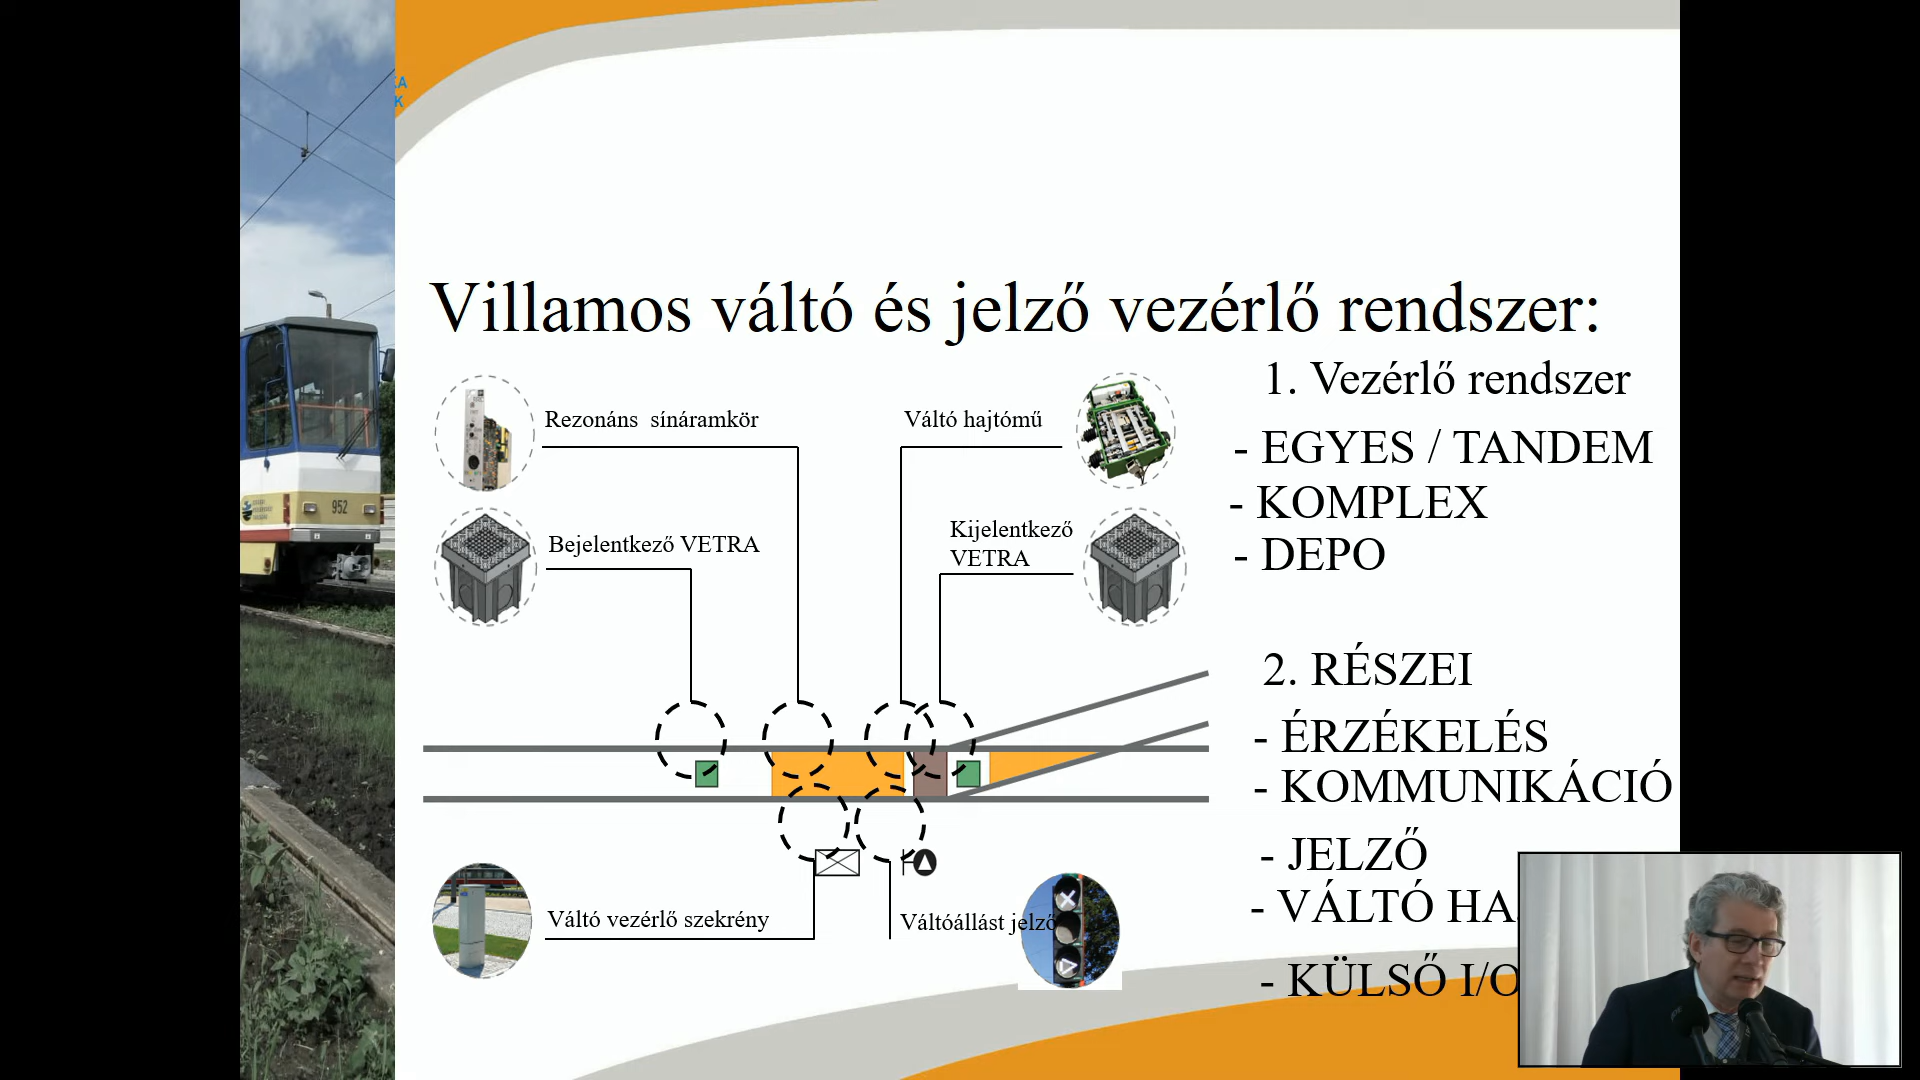 KA
K
Villamos váltó és jelző vezérlő rendszer:
Rezonáns sínáramkör
Bejelentkező VETRA
Váltó hajtómű
Kijelentkező
VETRA
Váltó vezérlő szekrény
Váltóállást jelző
1. Vezérlő rendszer
- EGYES / TANDEM
- KOMPLEX
- DEPO
2. RÉSZEI
- ÉRZÉKELÉS
- KOMMUNIKÁCIÓ
- JELZŐ
- VÁLTÓ HA
- KÜLSŐ I/O
952